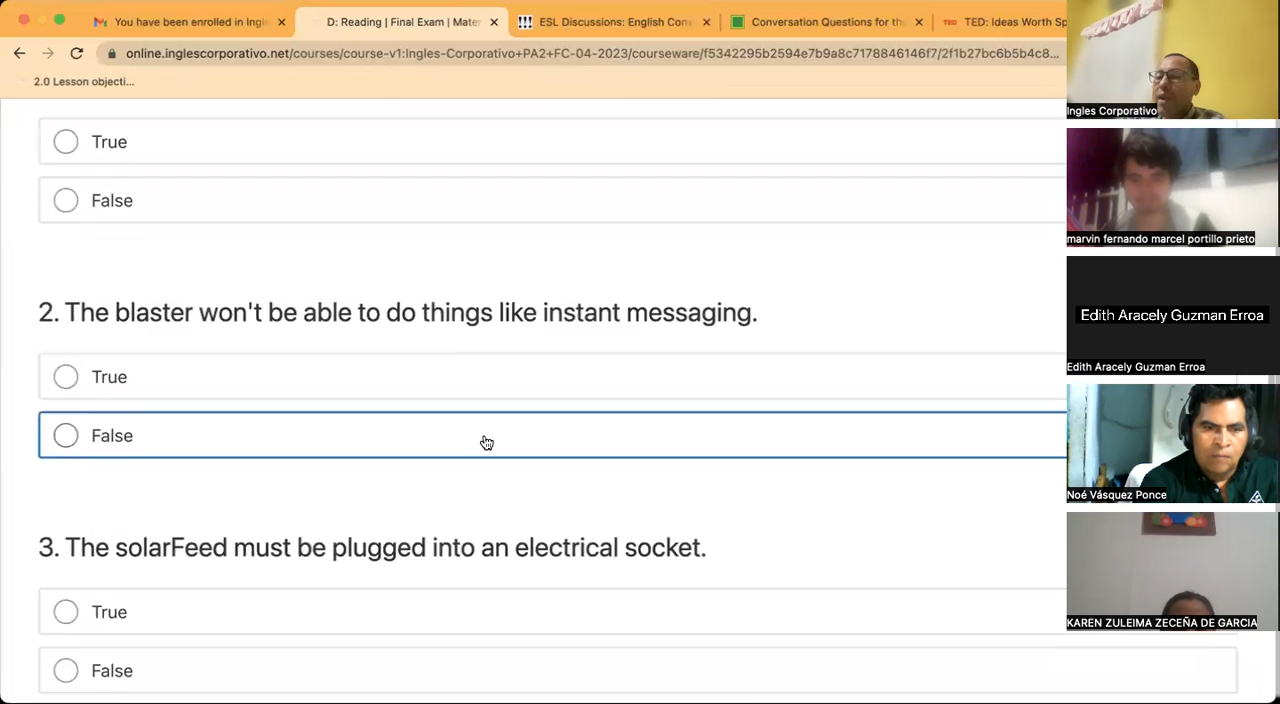 You have been enrolled in Ingle
D: Reading | Final Exam | Mater
ESL Discussions: English Con
Conversation Questions for th
TED
TED: Ideas Worth Sp
online.inglescorporativo.net/courses/course-v1:Ingles-Corporativo+PA2+FC-04-2023/courseware/f5342295b2594e7b9a8c7178846146f7/2f1b27bc6b5b4c8...
2.0 Lesson objecti...
True
False
2. The blaster won't be able to do things like instant messaging.
True
False
3. The solarFeed must be plugged into an electrical socket.
True
False
Ingles Corporativo
marvin fernando marcel portillo prieto
Edith Aracely Guzman Erroa
Edith Aracely Guzman Erroa
Noé Vásquez Ponce
KAREN ZULEIMA ZECEÑA DE GARCIA